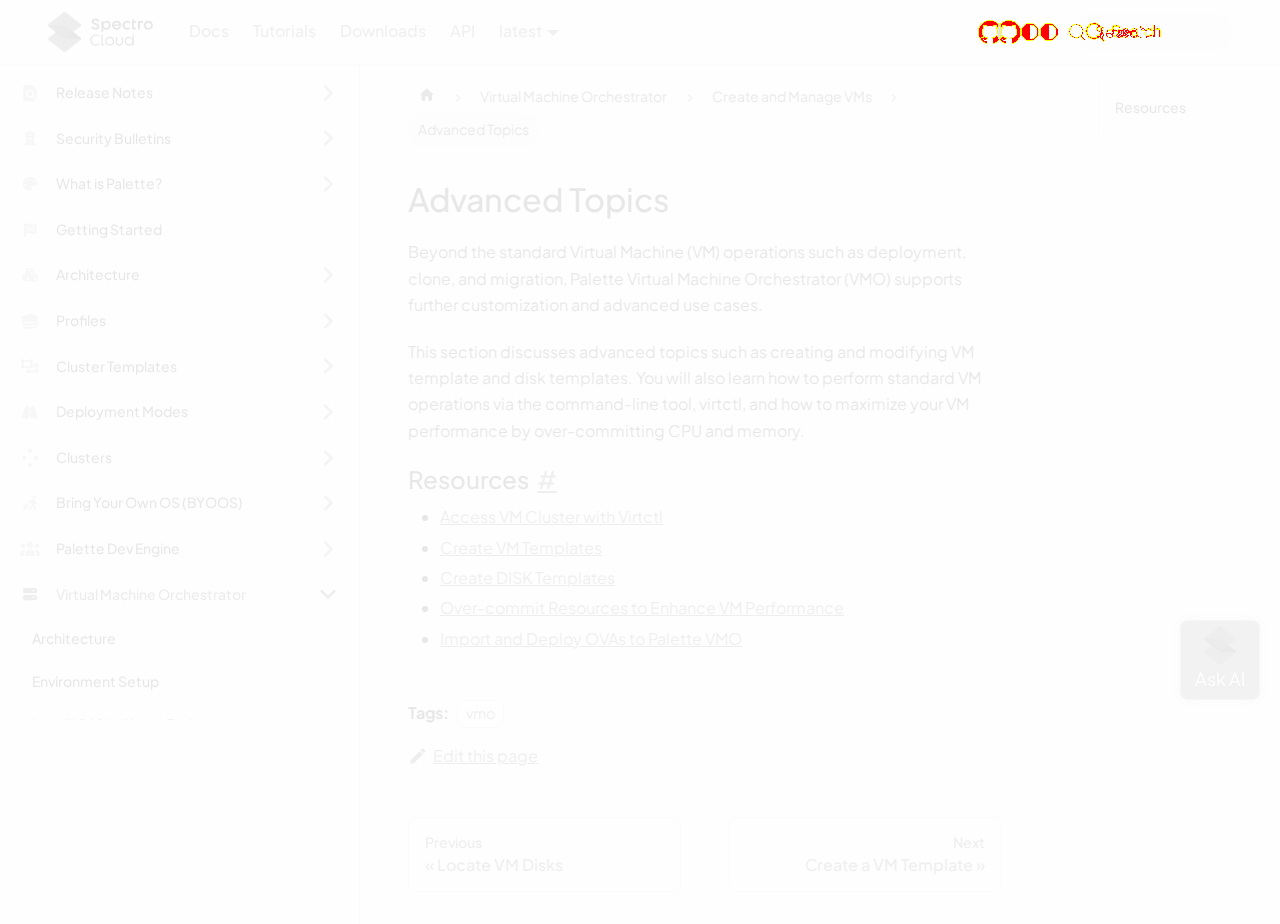 Spectro
Cloud
Docs
Tutorials
Downloads
API
latest
Search
Release Notes
Security Bulletins
What is Palette?
Getting Started
Architecture
Profiles
Cluster Templates
Deployment Modes
Clusters
Bring Your Own OS (BYOOS)
Palette Dev Engine
Virtual Machine Orchestrator
Architecture
Environment Setup
Virtual Machine Orchestrator
Create and Manage VMs
Advanced Topics
Advanced Topics
Beyond the standard Virtual Machine (VM) operations such as deployment,
clone, and migration, Palette Virtual Machine Orchestrator (VMO) supports
further customization and advanced use cases.
This section discusses advanced topics such as creating and modifying VM
template and disk templates. You will also learn how to perform standard VM
operations via the command-line tool, virtctl, and how to maximize your VM
performance by over-committing CPU and memory.
Resources #
Access VM Cluster with Virtctl
Create VM Templates
Create DISK Templates
Over-commit Resources to Enhance VM Performance
Import and Deploy OVAs to Palette VMO
Tags: vmo
Edit this page
Previous
« Locate VM Disks
Next
Create a VM Template »
Resources
Ask AI